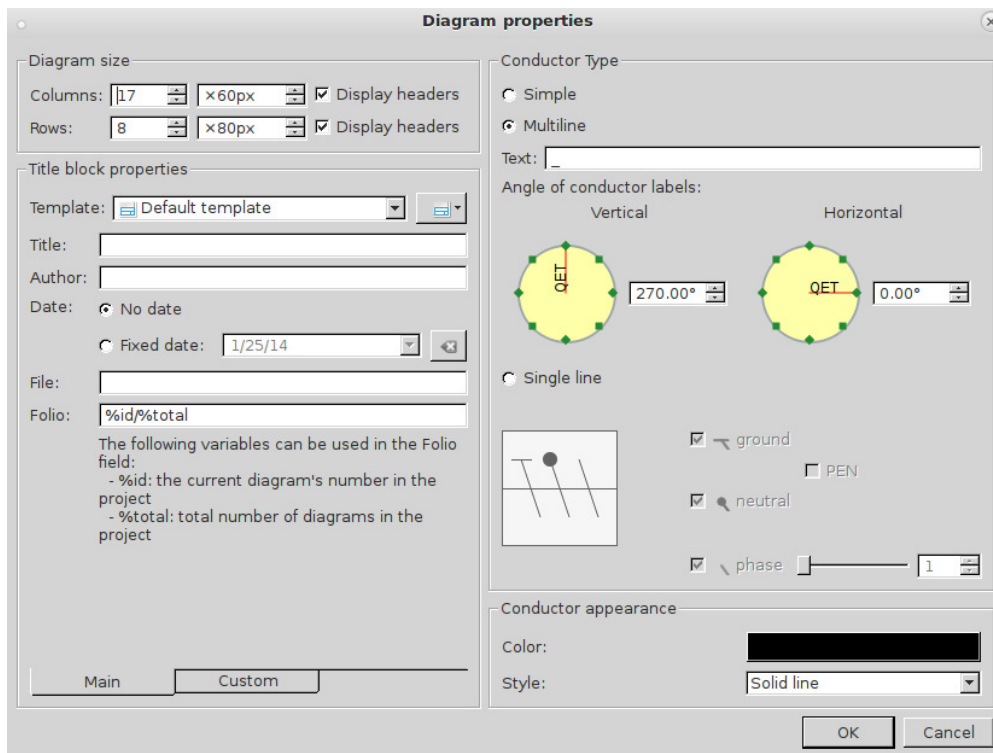 Diagram properties
Diagram size
Columns: 17 ×60px Display headers
Rows: 8 ×80px Display headers
Title block properties
Template: Default template
Title:
Author:
Date: No date
Fixed date: 1/25/14
File:
Folio: %id/%total
The following variables can be used in the Folio
field:
- %id: the current diagram's number in the
project
- %total: total number of diagrams in the
project
Main Custom
Conductor Type
Simple
Multiline
Text: _
Angle of conductor labels:
Vertical Horizontal
QET 270.00° QET 0.00°
Single line
ground
PEN
neutral
phase 1
Conductor appearance
Color:
Style: Solid line
OK Cancel